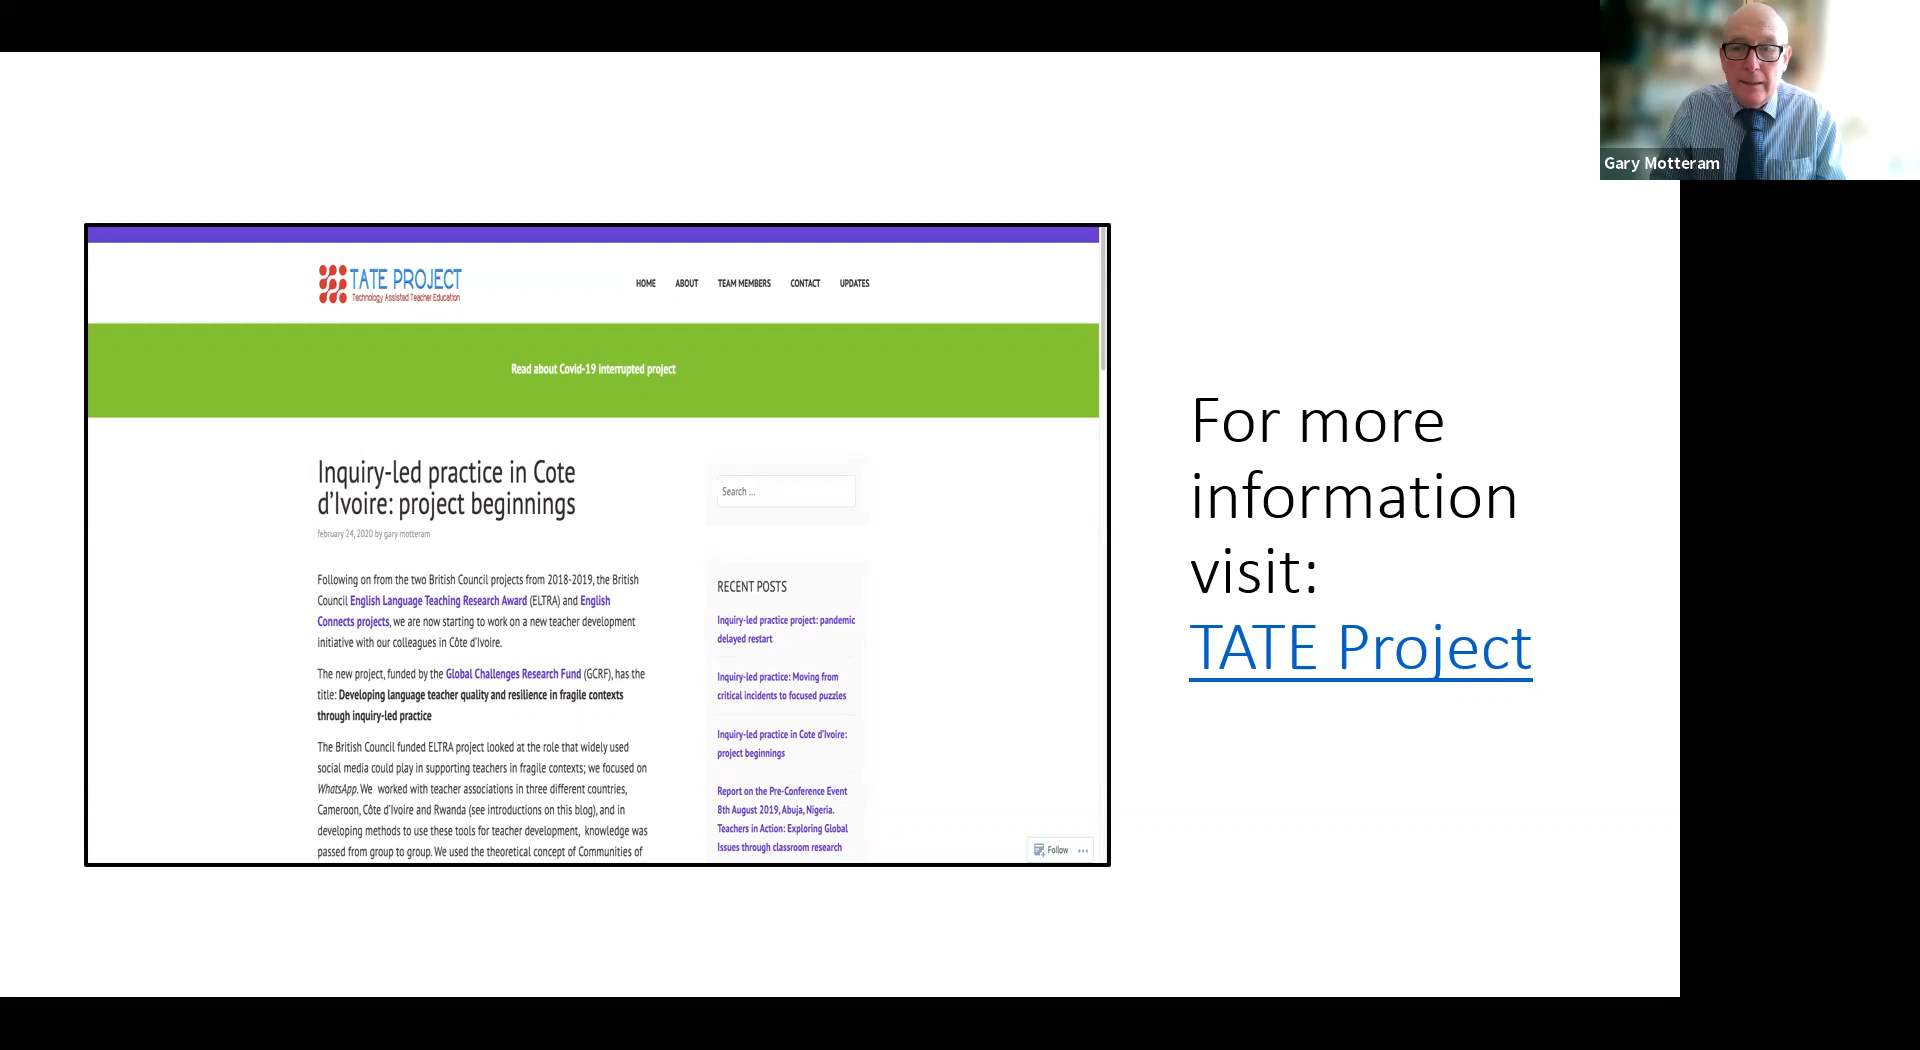 Gary Motteram
TATE PROJECT
Technology Assisted Teacher Education
HOME ABOUT TEAM MEMBERS CONTACT UPDATES
Read about Covid-19 interrupted project
Inquiry-led practice in Cote
d’Ivoire: project beginnings
february 24, 2020 by gary motteram
Following on from the two British Council projects from 2018-2019, the British
Council English Language Teaching Research Award (ELTRA) and English
Connects projects, we are now starting to work on a new teacher development
initiative with our colleagues in Côte d’Ivoire.
The new project, funded by the Global Challenges Research Fund (GCRF), has the
title: Developing language teacher quality and resilience in fragile contexts
through inquiry-led practice
The British Council funded ELTRA project looked at the role that widely used
social media could play in supporting teachers in fragile contexts; we focused on
WhatsApp. We worked with teacher associations in three different countries,
Cameroon, Côte d’Ivoire and Rwanda (see introductions on this blog), and in
developing methods to use these tools for teacher development, knowledge was
passed from group to group. We used the theoretical concept of Communities of
Search ...
RECENT POSTS
Inquiry-led practice project: pandemic
delayed restart
Inquiry-led practice: Moving from
critical incidents to focused puzzles
Inquiry-led practice in Cote d’Ivoire:
project beginnings
Report on the Pre-Conference Event
8th August 2019, Abuja, Nigeria.
Teachers in Action: Exploring Global
Issues through classroom research
Follow ...
For more
information
visit:
TATE Project